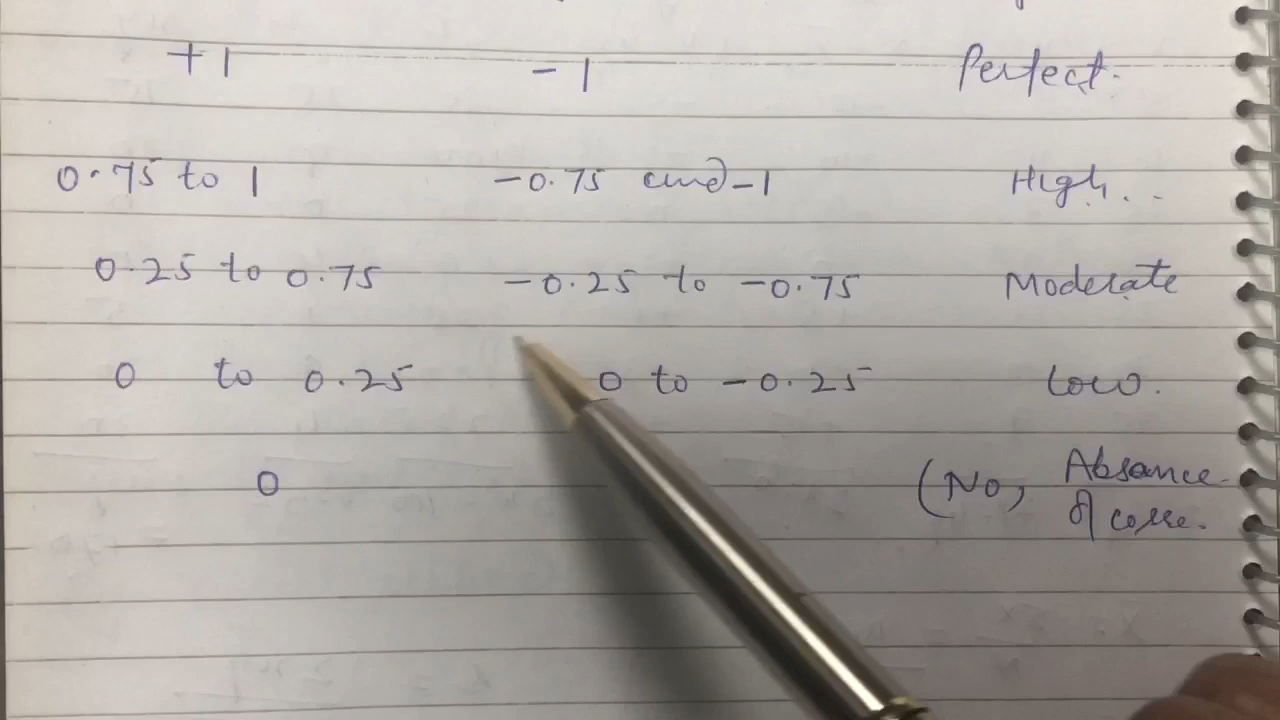 +1 -1 Perfect.
0.75 to 1 -0.75 and -1 High..
0.25 to 0.75 -0.25 to -0.75 Moderate
0 to 0.25 0 to -0.25 Low.
0 (No, Absance
of corre.